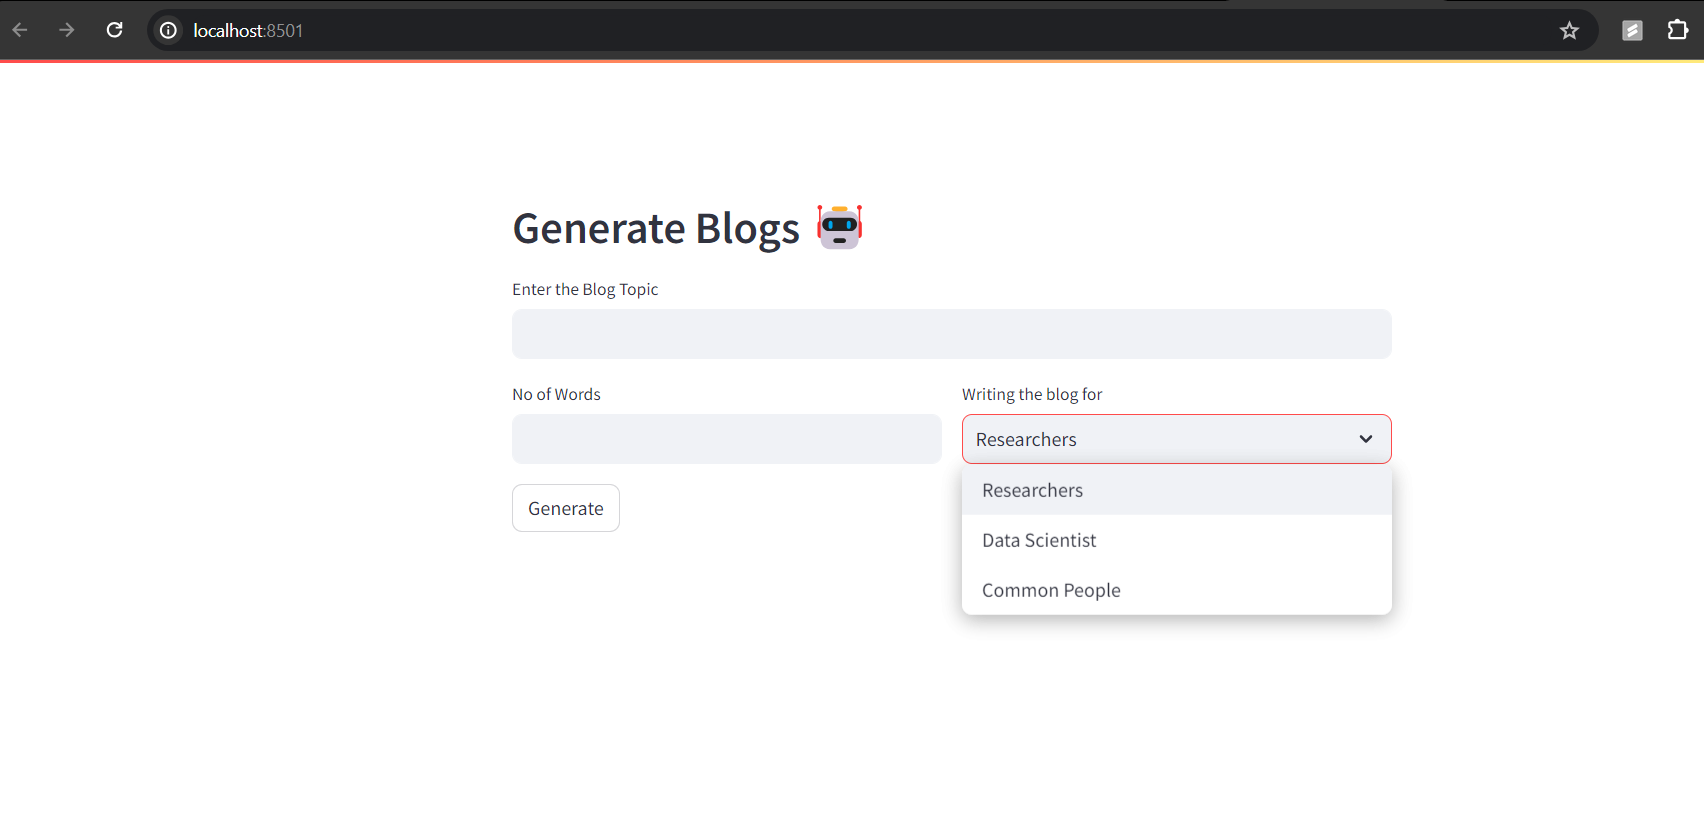 localhost:8501
Generate Blogs
Enter the Blog Topic
No of Words
Writing the blog for
Researchers
Generate
Researchers
Data Scientist
Common People